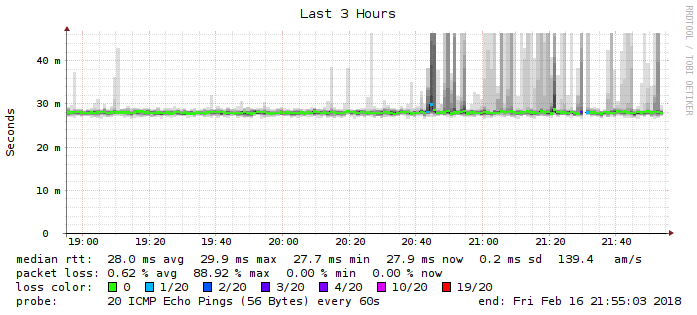 Last 3 Hours
RRDTOOL / TOBI OETIKER
Seconds
40 m
30 m
20 m
10 m
0
19:00 19:20 19:40 20:00 20:20 20:40 21:00 21:20 21:40
median rtt: 28.0 ms avg 29.9 ms max 27.7 ms min 27.9 ms now 0.2 ms sd 139.4 am/s
packet loss: 0.62 % avg 88.92 % max 0.00 % min 0.00 % now
loss color: 0 1/20 2/20 3/20 4/20 10/20 19/20
probe: 20 ICMP Echo Pings (56 Bytes) every 60s end: Fri Feb 16 21:55:03 2018